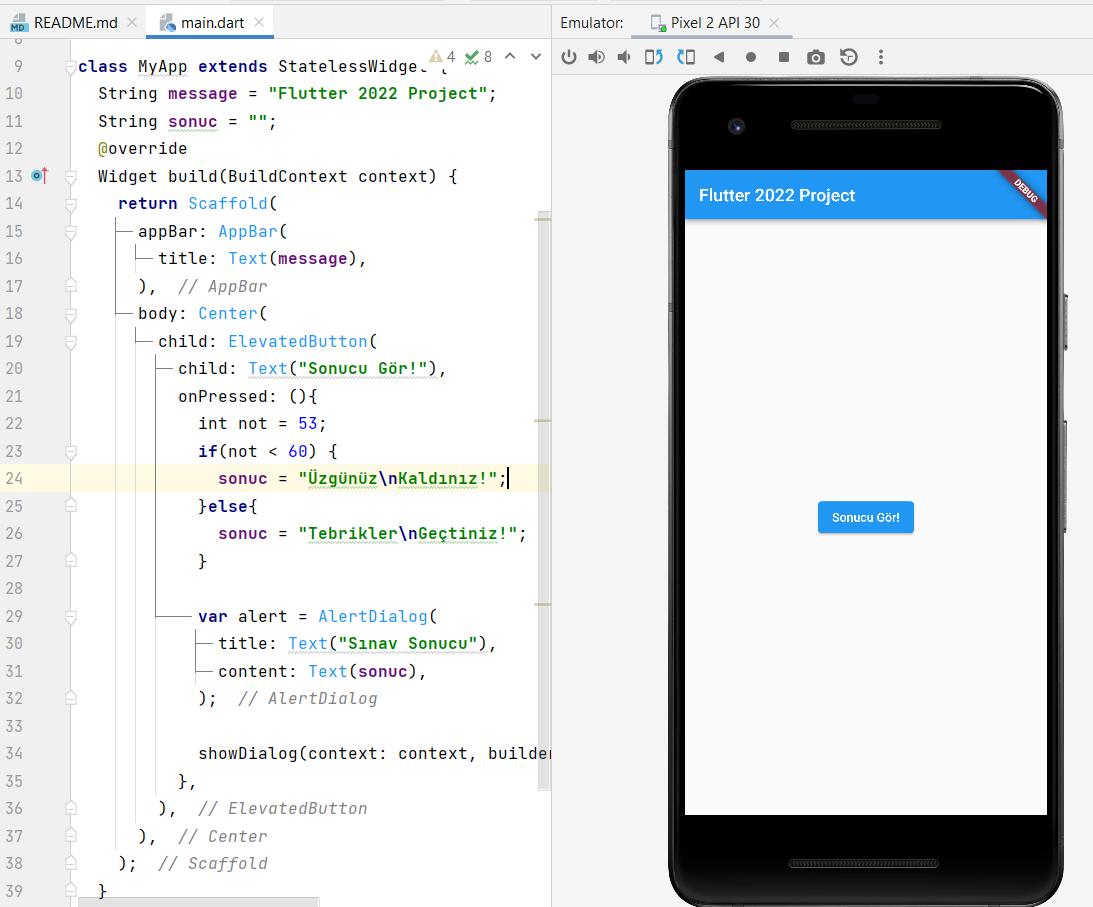 README.md
main.dart
Emulator: Pixel 2 API 30
4 8
9 class MyApp extends StatelessWidget {
10 String message = "Flutter 2022 Project";
11 String sonuc = "";
12 @override
13 Widget build(BuildContext context) {
14 return Scaffold(
15 appBar: AppBar(
16 title: Text(message),
17 ), // AppBar
18 body: Center(
19 child: ElevatedButton(
20 child: Text("Sonucu Gör!"),
21 onPressed: (){
22 int not = 53;
23 if(not < 60) {
24 sonuc = "Üzgünüz\nKaldınız!";
25 }else{
26 sonuc = "Tebrikler\nGeçtiniz!";
27 }
28
29 var alert = AlertDialog(
30 title: Text("Sınav Sonucu"),
31 content: Text(sonuc),
32 ); // AlertDialog
33
34 showDialog(context: context, builder
35 },
36 ), // ElevatedButton
37 ), // Center
38 ); // Scaffold
39 }
Flutter 2022 Project
DEBUG
Sonucu Gör!